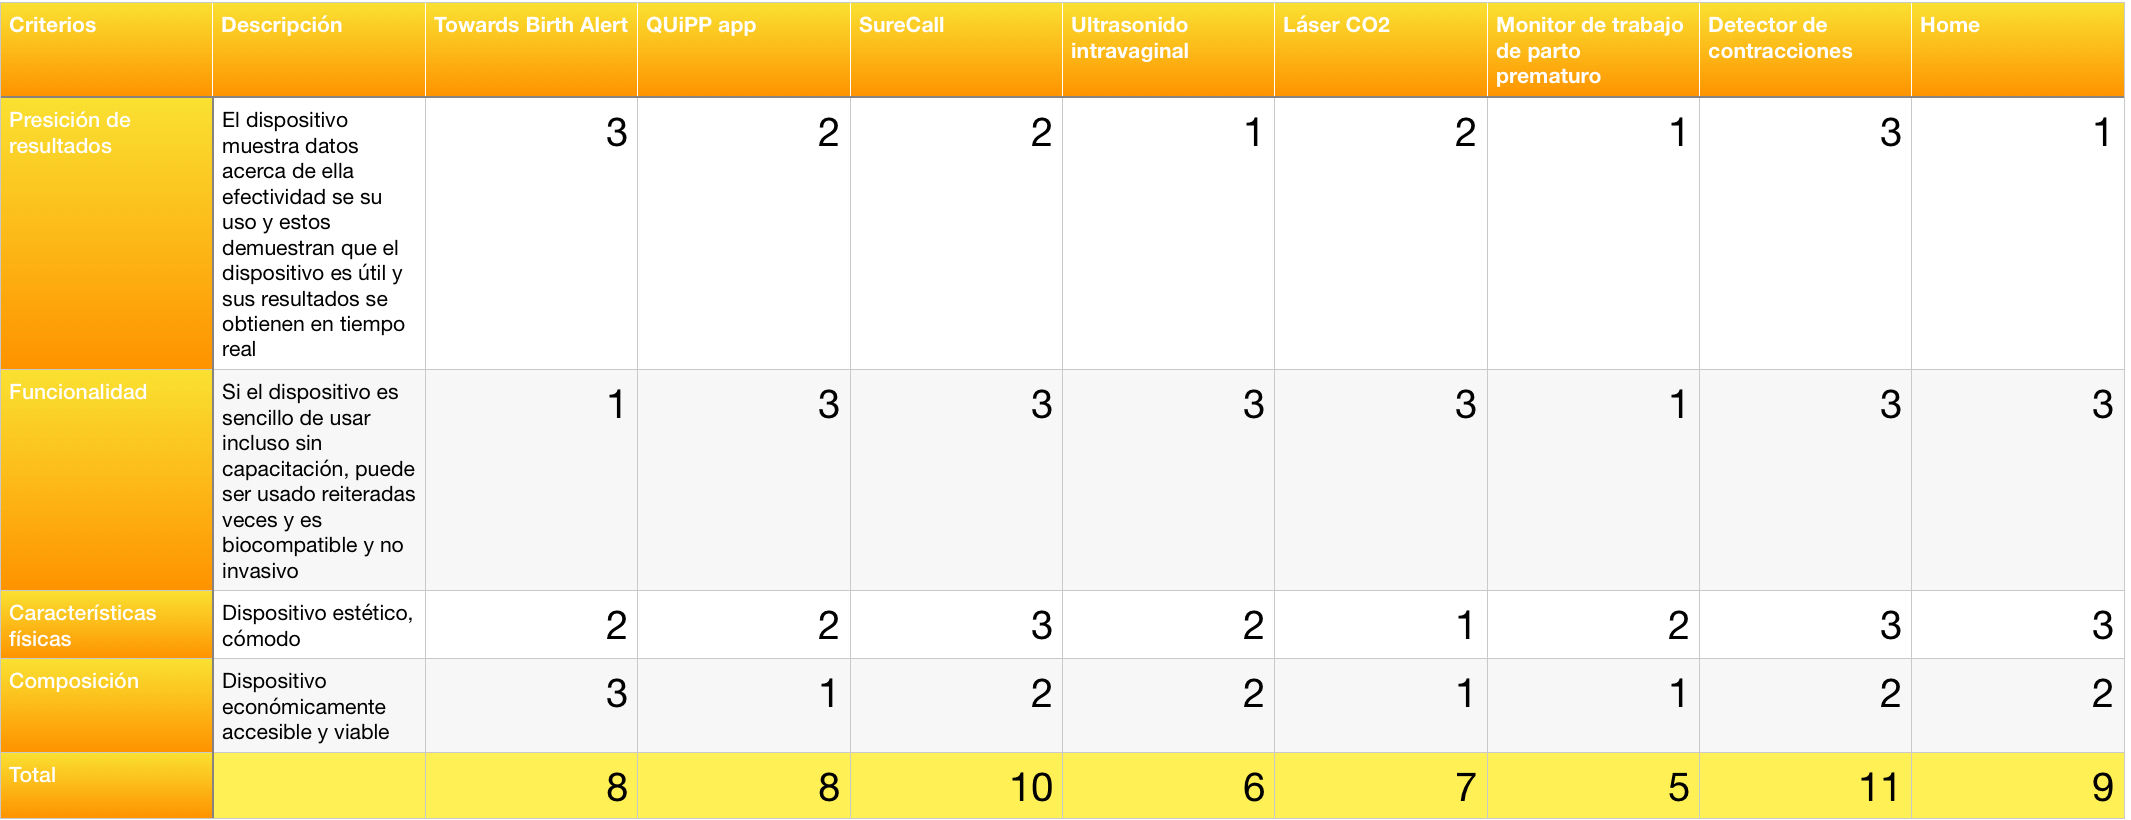 Criterios
Descripción
Towards Birth Alert
QUiPP app
SureCall
Ultrasonido
intravaginal
Láser CO2
Monitor de trabajo
de parto
prematuro
Detector de
contracciones
Home
Presición de
resultados
El dispositivo
muestra datos
acerca de ella
efectividad se su
uso y estos
demuestran que el
dispositivo es útil y
sus resultados se
obtienen en tiempo
real
3
2
2
1
2
1
3
1
Funcionalidad
Si el dispositivo es
sencillo de usar
incluso sin
capacitación, puede
ser usado reiteradas
veces y es
biocompatible y no
invasivo
1
3
3
3
3
1
3
3
Características
físicas
Dispositivo estético,
cómodo
2
2
3
2
1
2
3
3
Composición
Dispositivo
económicamente
accesible y viable
3
1
2
2
1
1
2
2
Total
8
8
10
6
7
5
11
9